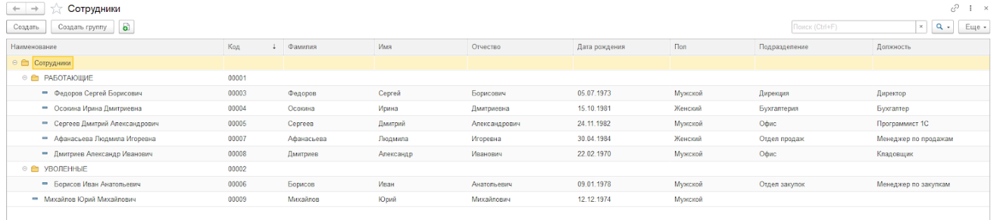 Сотрудники
Создать Создать группу Поиск (Ctrl+F) × Еще
Наименование Код ↓ Фамилия Имя Отчество Дата рождения Пол Подразделение Должность
Сотрудники
РАБОТАЮЩИЕ 00001
Федоров Сергей Борисович 00003 Федоров Сергей Борисович 05.07.1973 Мужской Дирекция Директор
Осокина Ирина Дмитриевна 00004 Осокина Ирина Дмитриевна 15.10.1981 Женский Бухгалтерия Бухгалтер
Сергеев Дмитрий Александрович 00005 Сергеев Дмитрий Александрович 24.11.1982 Мужской Офис Программист 1С
Афанасьева Людмила Игоревна 00007 Афанасьева Людмила Игоревна 30.04.1984 Женский Отдел продаж Менеджер по продажам
Дмитриев Александр Иванович 00008 Дмитриев Александр Иванович 22.02.1970 Мужской Офис Кладовщик
УВОЛЕННЫЕ 00002
Борисов Иван Анатольевич 00006 Борисов Иван Анатольевич 09.01.1978 Мужской Отдел закупок Менеджер по закупкам
Михайлов Юрий Михайлович 00009 Михайлов Юрий Михайлович 12.12.1974 Мужской